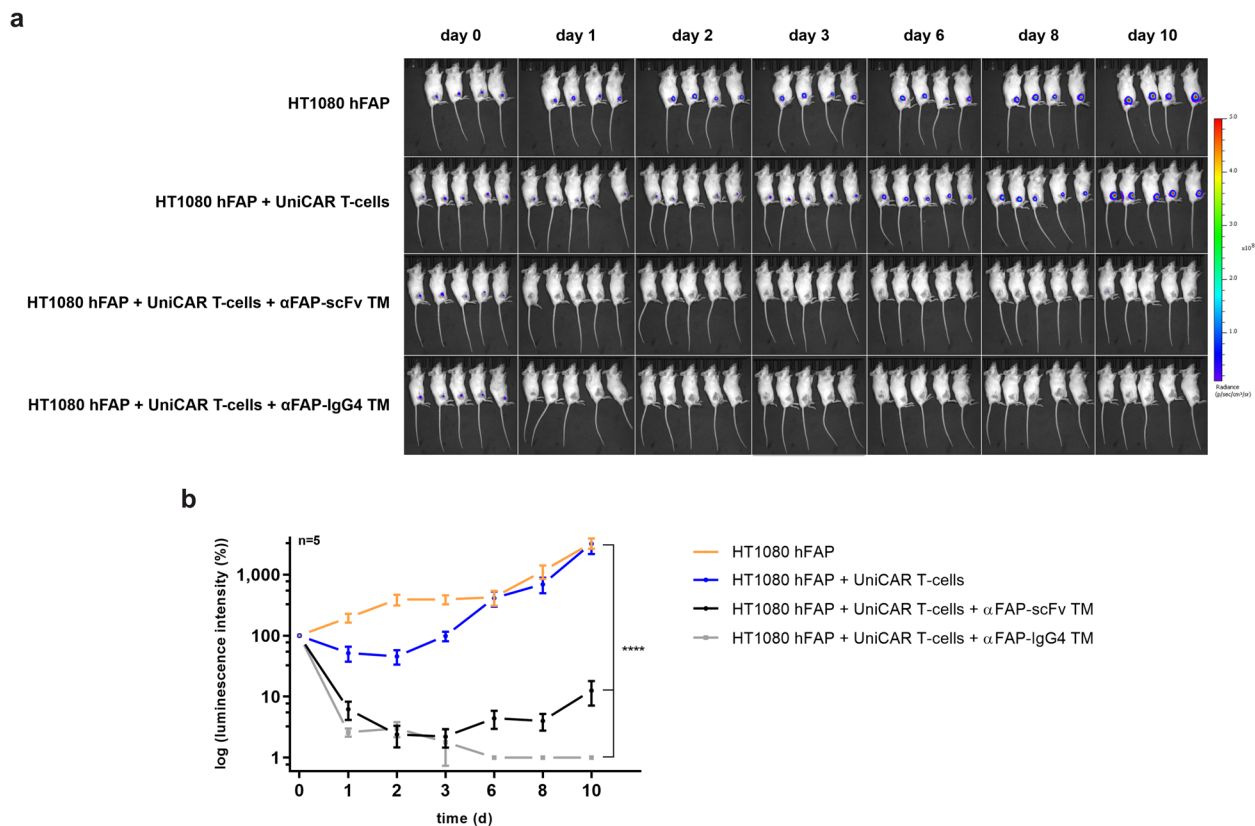 a
day 0 day 1 day 2 day 3 day 6 day 8 day 10
HT1080 hFAP
HT1080 hFAP + UniCAR T-cells
HT1080 hFAP + UniCAR T-cells + αFAP-scFv TM
HT1080 hFAP + UniCAR T-cells + αFAP-IgG4 TM
5.0
4.0
3.0
x10⁸
2.0
1.0
Radiance
(p/sec/cm²/sr)
b
log (luminescence intensity (%))
n=5
1,000
100
10
1
0 1 2 3 6 8 10
time (d)
****
HT1080 hFAP
HT1080 hFAP + UniCAR T-cells
HT1080 hFAP + UniCAR T-cells + αFAP-scFv TM
HT1080 hFAP + UniCAR T-cells + αFAP-IgG4 TM